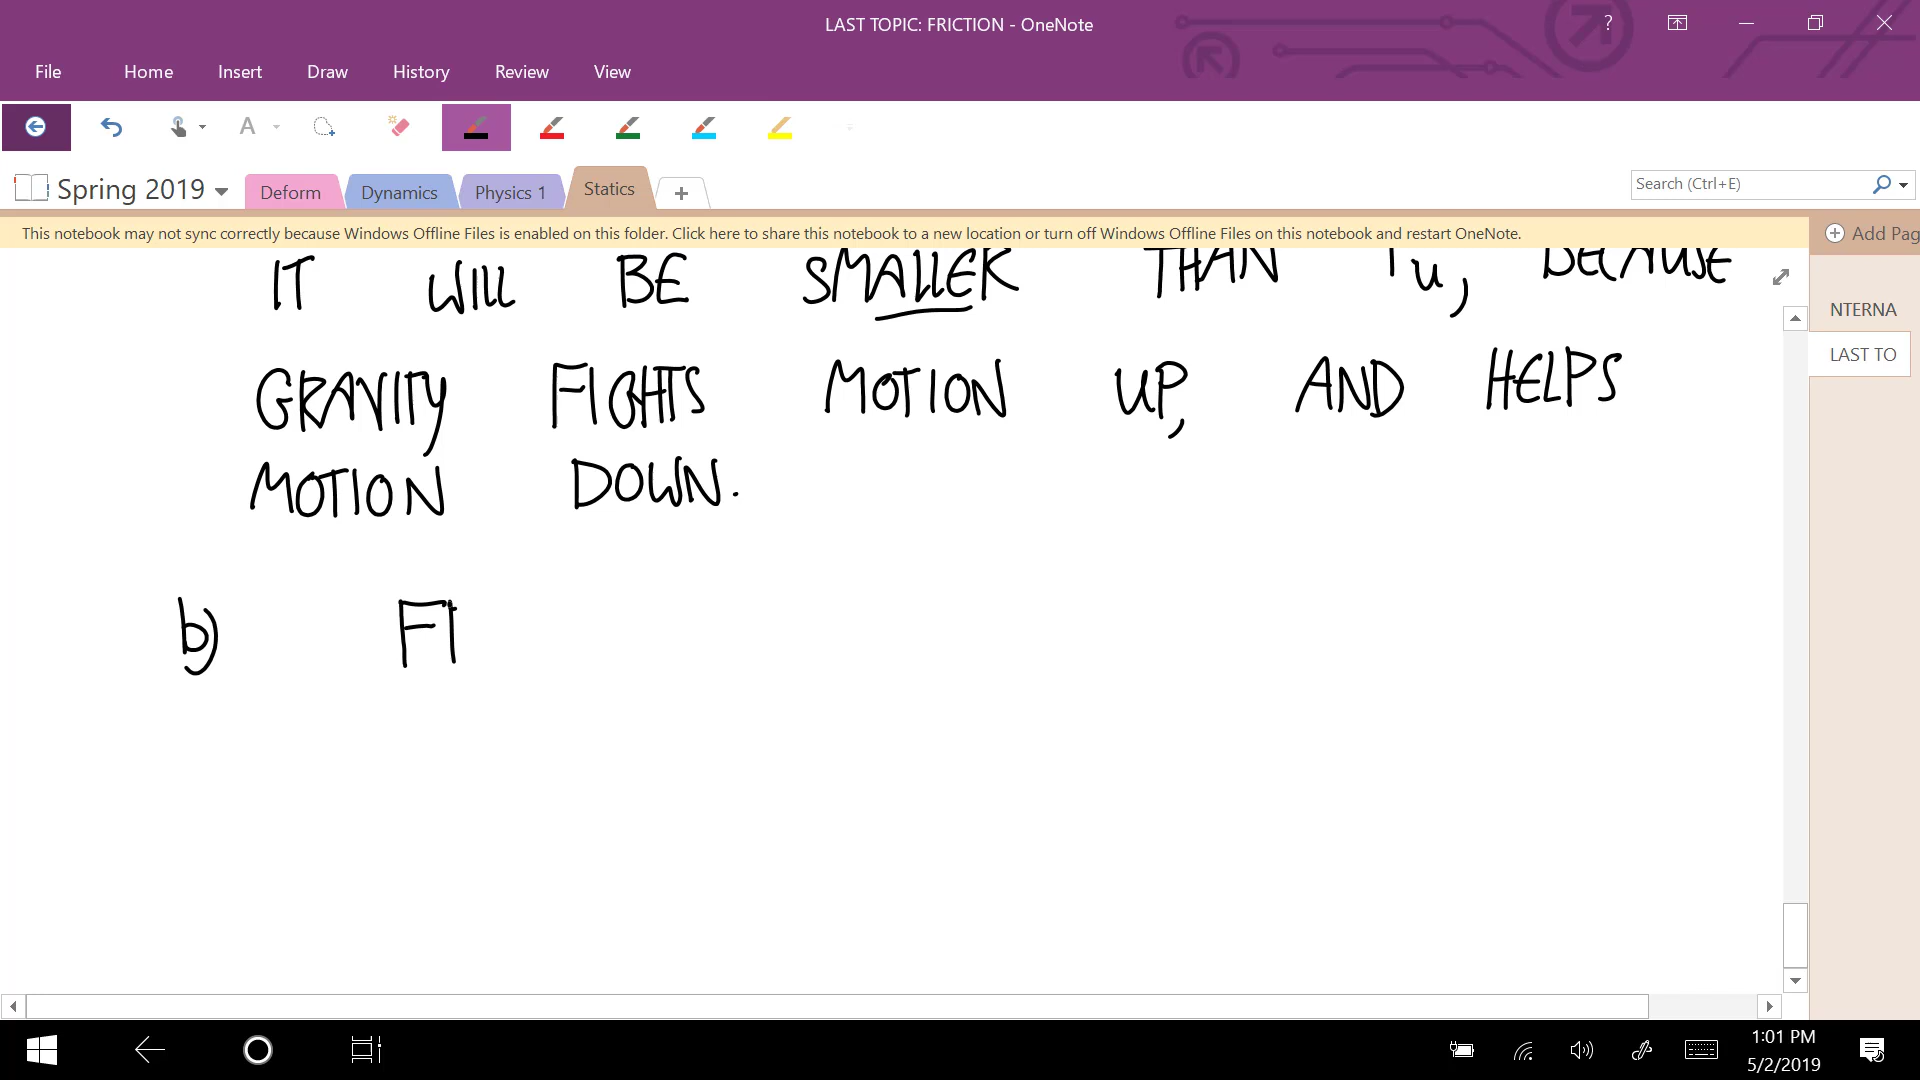 LAST TOPIC: FRICTION - OneNote
?
File Home Insert Draw History Review View
A
Spring 2019 Deform Dynamics Physics 1 Statics +
Search (Ctrl+E)
This notebook may not sync correctly because Windows Offline Files is enabled on this folder. Click here to share this notebook to a new location or turn off Windows Offline Files on this notebook and restart OneNote.
Add Pag
NTERNA
LAST TO
IT WILL BE SMALLER THAN Tu, BECAUSE
GRAVITY FIGHTS MOTION UP, AND HELPS
MOTION DOWN.
b) FI
1:01 PM
5/2/2019